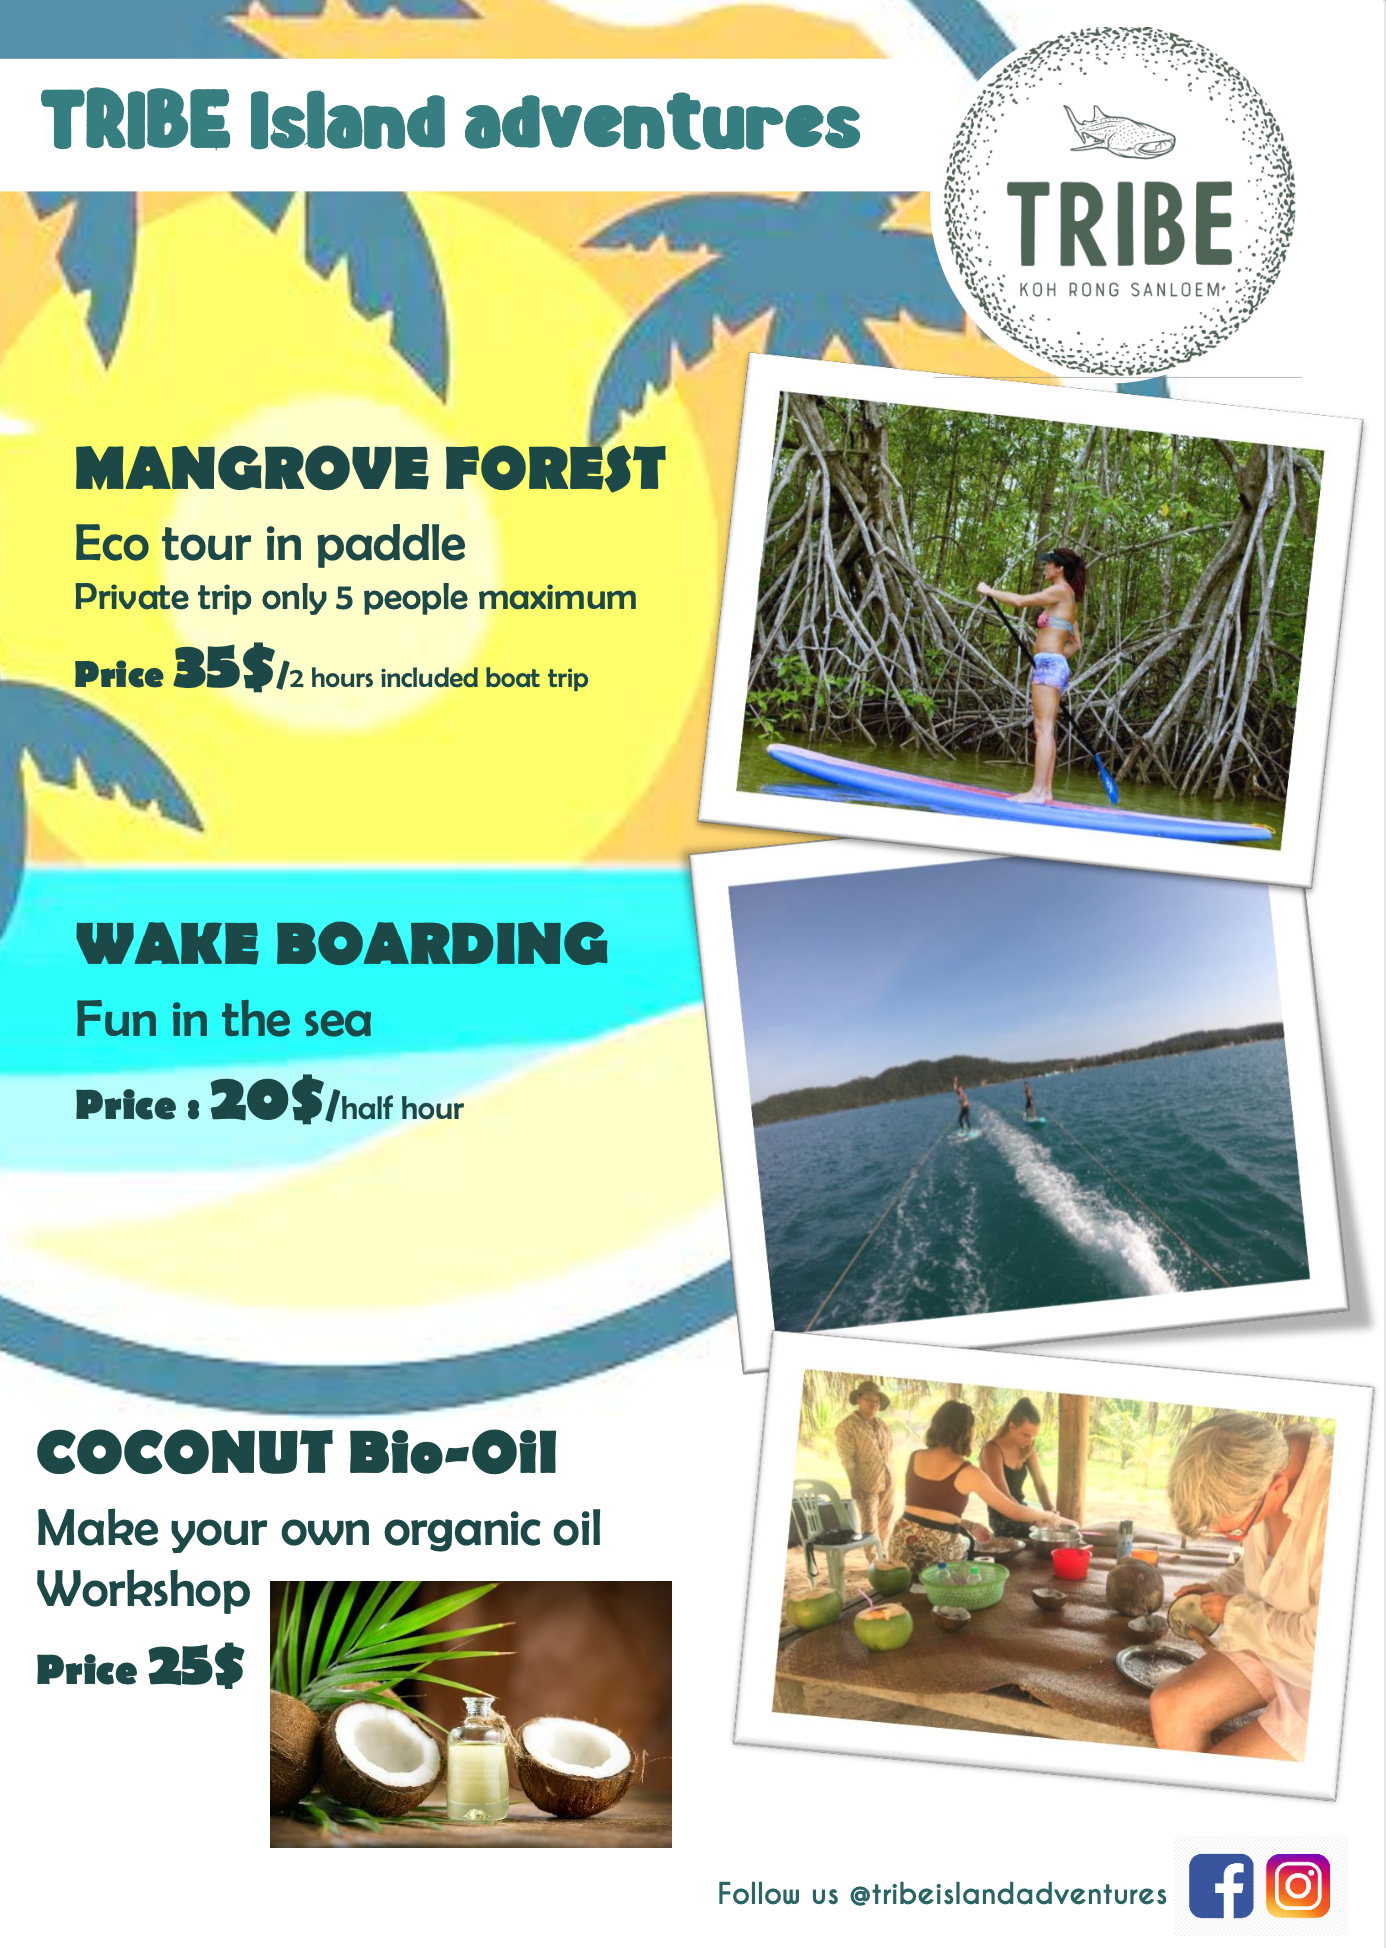 TRIBE Island adventures
TRIBE
KOH RONG SANLOEM
MANGROVE FOREST
Eco tour in paddle
Private trip only 5 people maximum
Price 35$/2 hours included boat trip
WAKE BOARDING
Fun in the sea
Price : 20$/half hour
COCONUT Bio-Oil
Make your own organic oil
Workshop
Price 25$
Follow us @tribeislandadventures